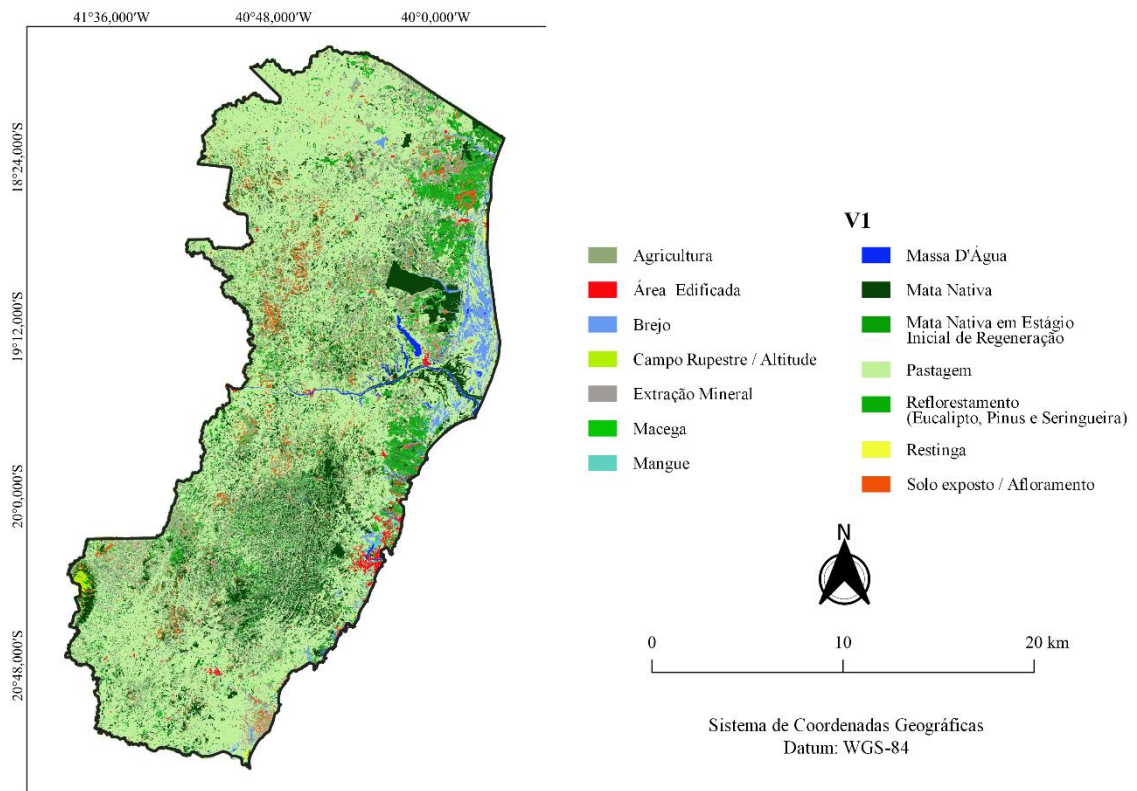 41°36,000'W
40°48,000'W
40°0,000'W
18°24,000'S
19°12,000'S
20°0,000'S
20°48,000'S
V1
Agricultura
Área Edificada
Brejo
Campo Rupestre / Altitude
Extração Mineral
Macega
Mangue
Massa D'Água
Mata Nativa
Mata Nativa em Estágio
Inicial de Regeneração
Pastagem
Reflorestamento
(Eucalipto, Pinus e Seringueira)
Restinga
Solo exposto / Afloramento
N
0
10
20 km
Sistema de Coordenadas Geográficas
Datum: WGS-84